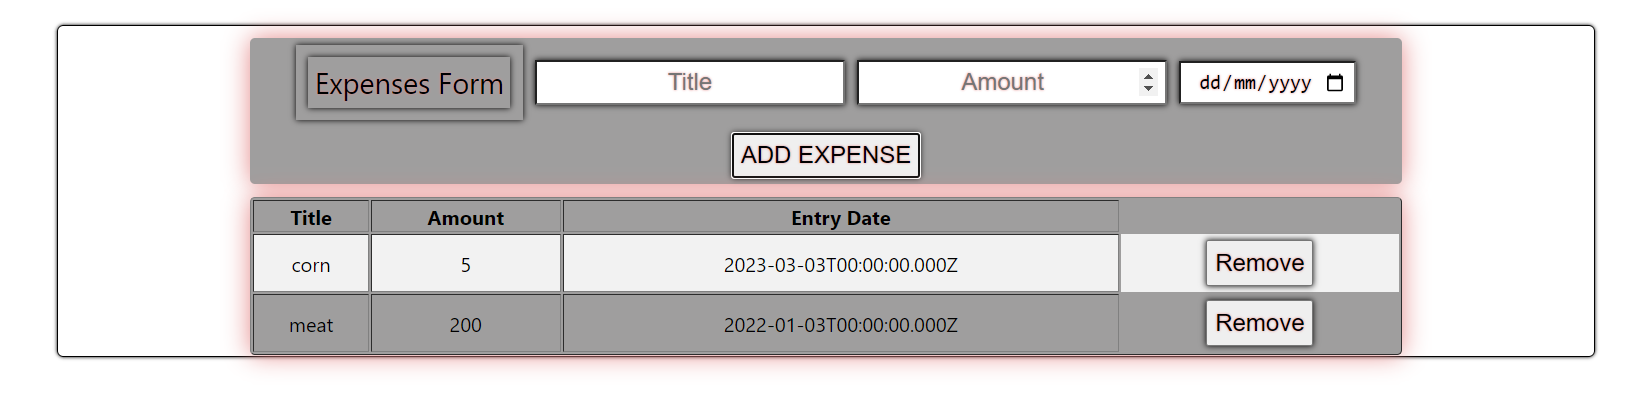 Expenses Form Title Amount dd/mm/yyyy
ADD EXPENSE
Title Amount Entry Date
corn 5 2023-03-03T00:00:00.000Z Remove
meat 200 2022-01-03T00:00:00.000Z Remove